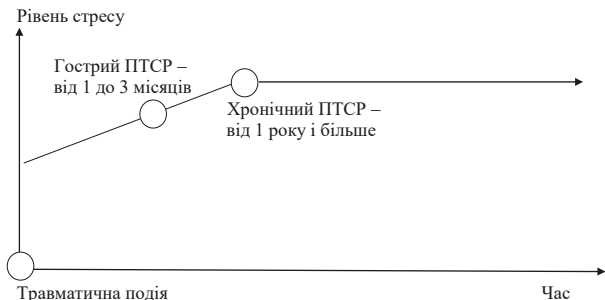 Рівень стресу
Гострий ПТСР –
від 1 до 3 місяців
Хронічний ПТСР –
від 1 року і більше
Травматична подія
Час